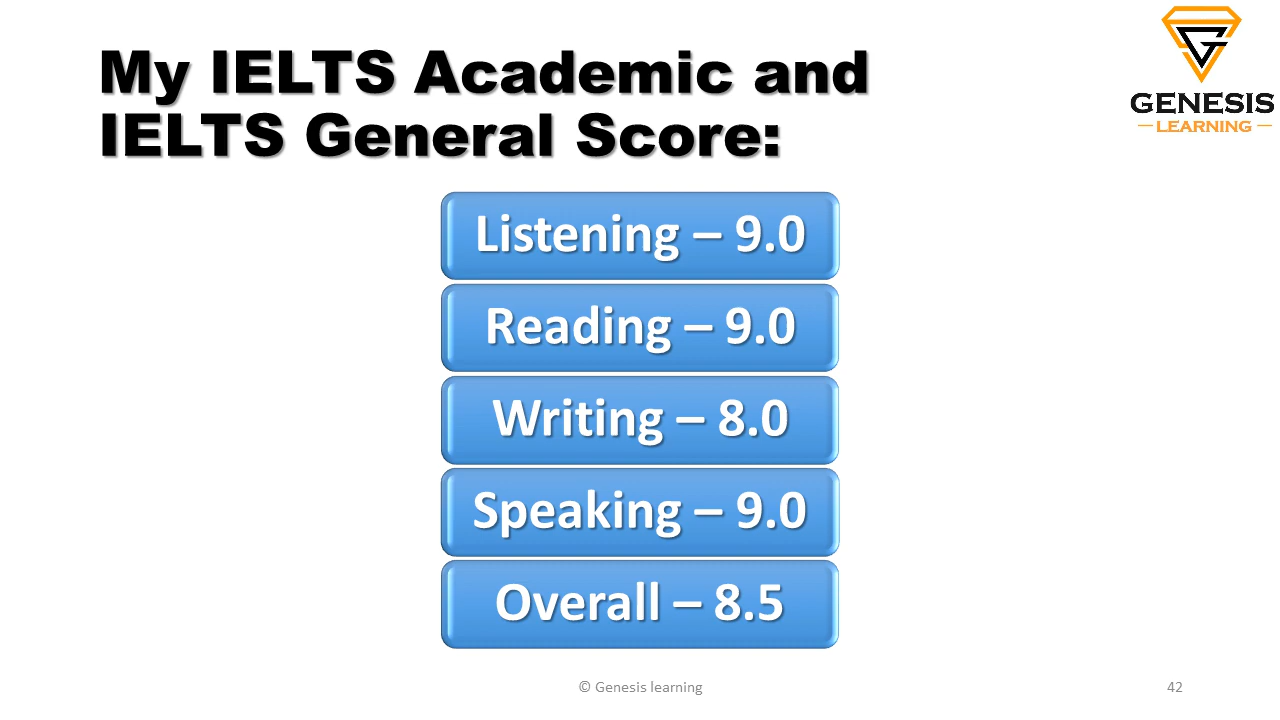 My IELTS Academic and
IELTS General Score:
GENESIS
LEARNING
Listening – 9.0
Reading – 9.0
Writing – 8.0
Speaking – 9.0
Overall – 8.5
© Genesis learning
42